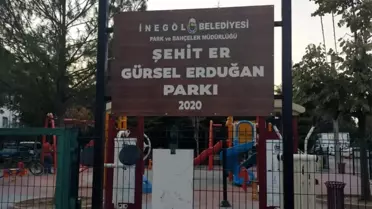 İNEGÖL BELEDİYESİ
PARK VE BAHÇELER MÜDÜRLÜĞÜ
ŞEHİT ER
GÜRSEL ERDUĞAN
PARKI
2020